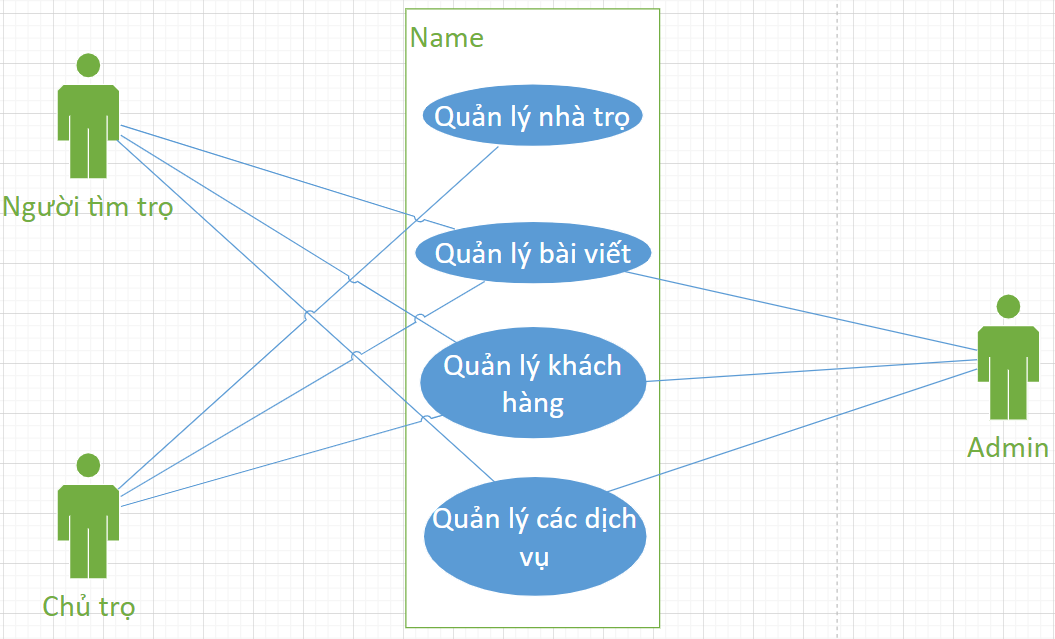 Name
Quản lý nhà trọ
Người tìm trọ
Quản lý bài viết
Quản lý khách
hàng
Admin
Quản lý các dịch
vụ
Chủ trọ